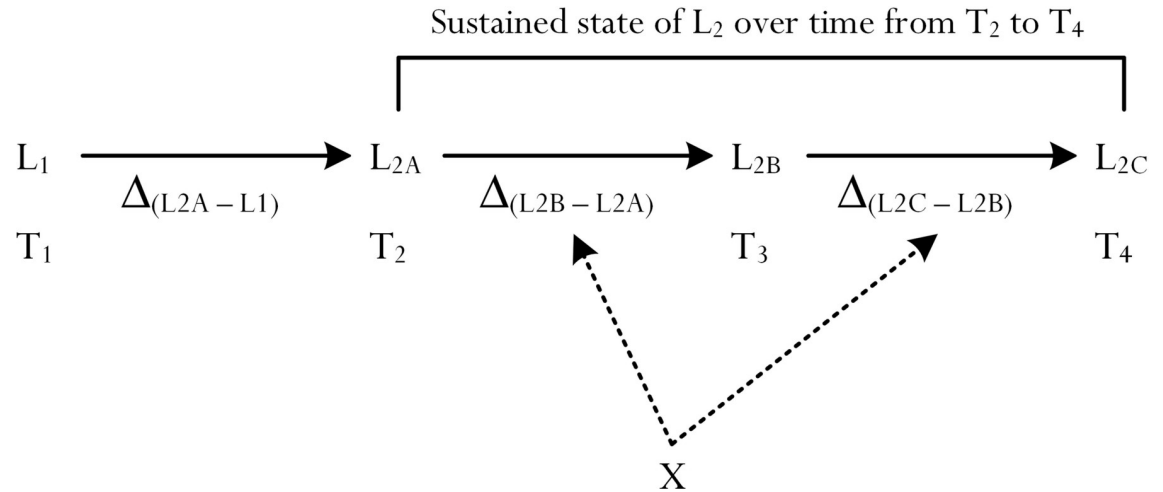 Sustained state of L₂ over time from T₂ to T₄
L₁ L₂A L₂B L₂C
Δ(L2A – L1) Δ(L2B – L2A) Δ(L2C – L2B)
T₁ T₂ T₃ T₄
X